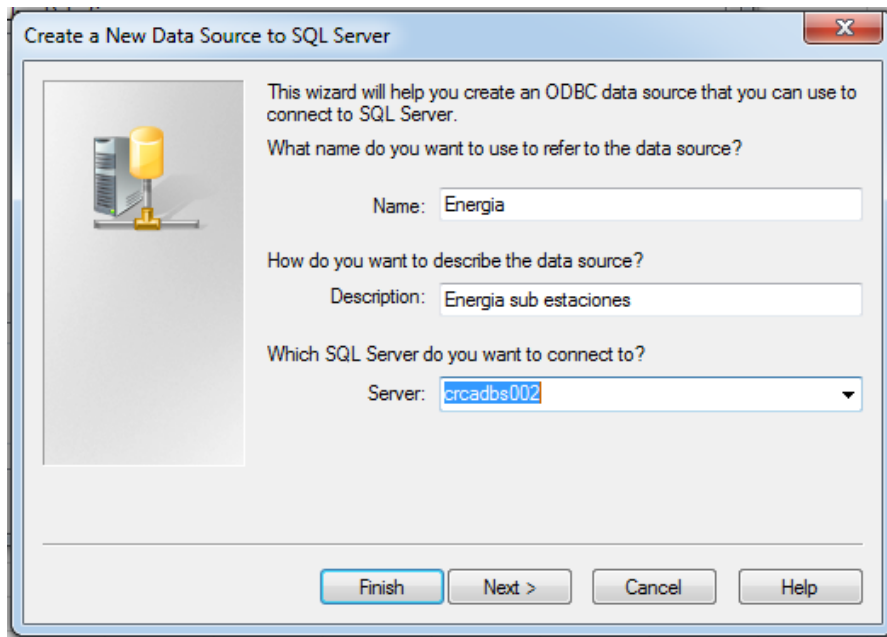 Create a New Data Source to SQL Server
This wizard will help you create an ODBC data source that you can use to
connect to SQL Server.
What name do you want to use to refer to the data source?
Name: Energia
How do you want to describe the data source?
Description: Energia sub estaciones
Which SQL Server do you want to connect to?
Server: crcadbs002
Finish Next > Cancel Help